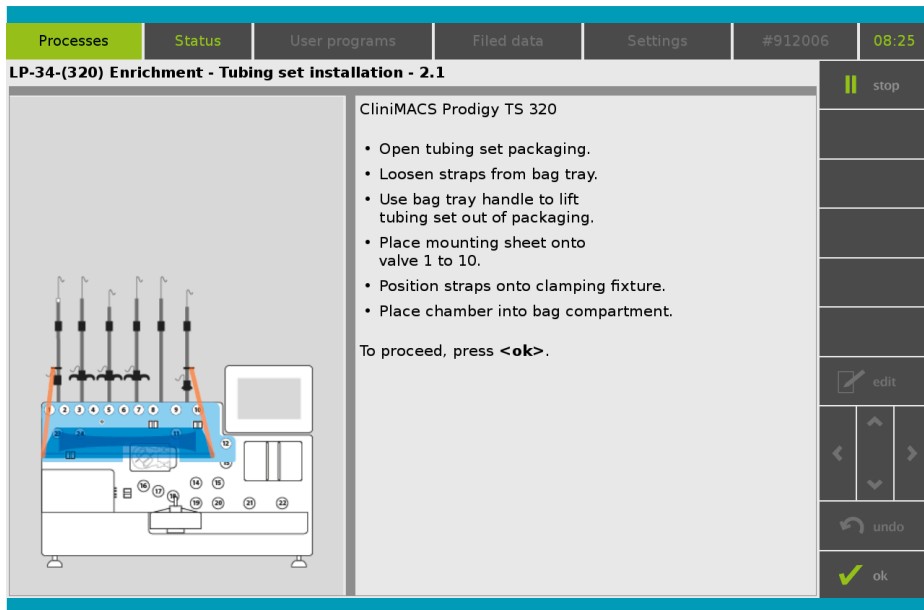 Processes
Status
User programs
Filed data
Settings
#912006
08:25
LP-34-(320) Enrichment - Tubing set installation - 2.1
stop
CliniMACS Prodigy TS 320
• Open tubing set packaging.
• Loosen straps from bag tray.
• Use bag tray handle to lift
tubing set out of packaging.
• Place mounting sheet onto
valve 1 to 10.
• Position straps onto clamping fixture.
• Place chamber into bag compartment.
To proceed, press <ok>.
edit
undo
ok
1 2 3 4 5 6 7 8 9 10
11
12
14 15
16 17 18
19 20 21 22